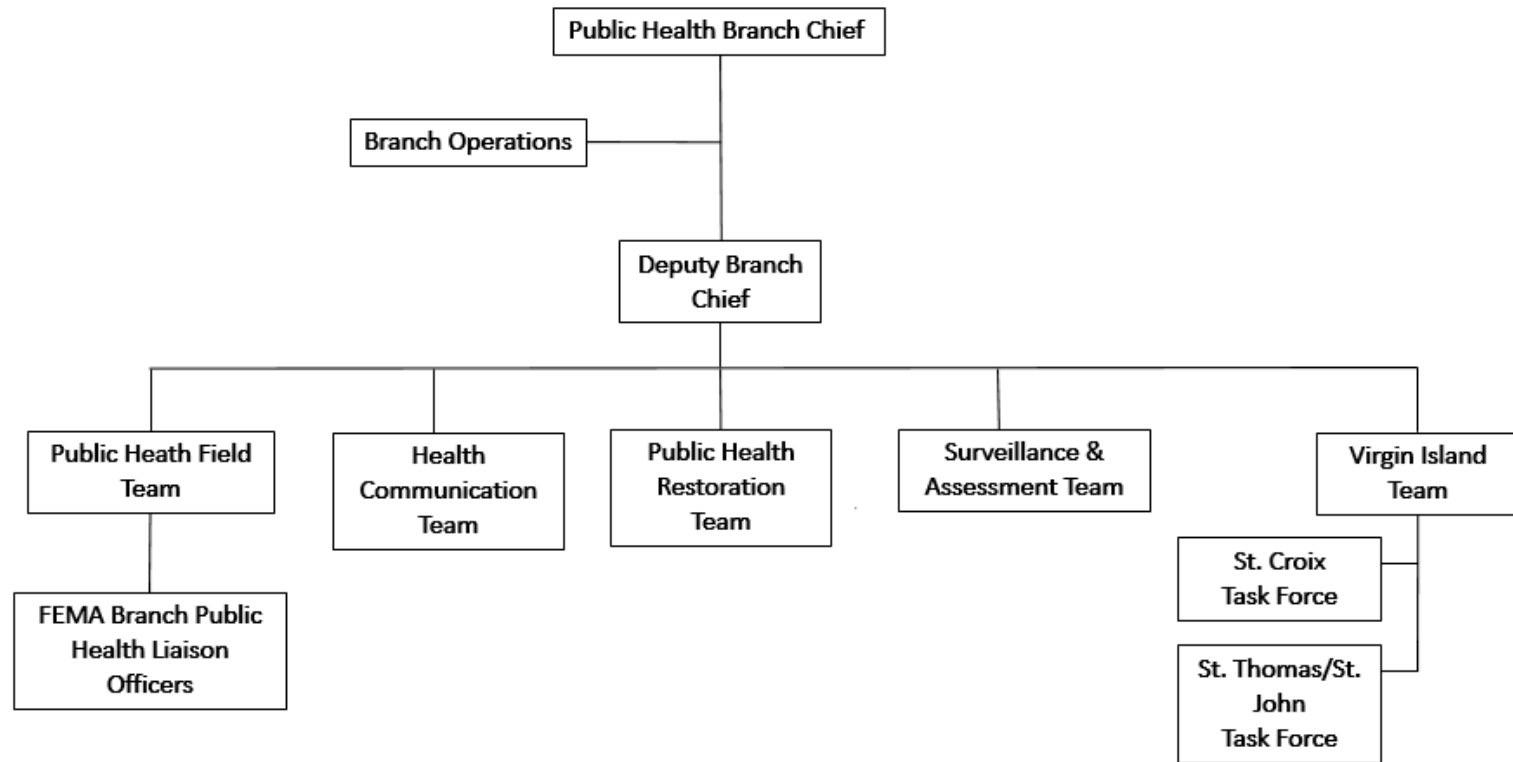 Public Health Branch Chief
Branch Operations
Deputy Branch
Chief
Public Heath Field
Team
Health
Communication
Team
Public Health
Restoration
Team
Surveillance &
Assessment Team
Virgin Island
Team
FEMA Branch Public
Health Liaison
Officers
St. Croix
Task Force
St. Thomas/St.
John
Task Force